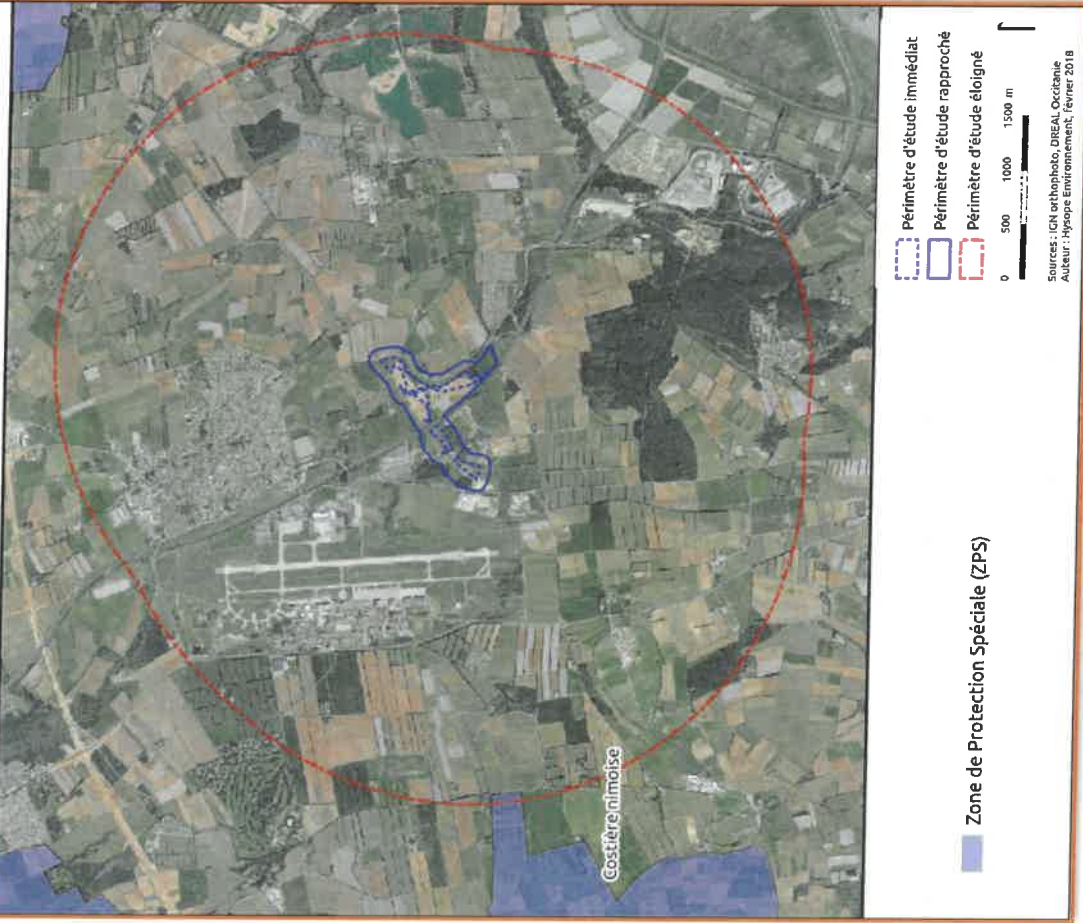 Costière nimoise
Zone de Protection Spéciale (ZPS)
Périmètre d'étude immédiat
Périmètre d'étude rapproché
Périmètre d'étude éloigné
0 500 1000 1500 m
Sources : IGN orthophoto, DREAL Occitanie
Auteur : Hysope Environnement, février 2018